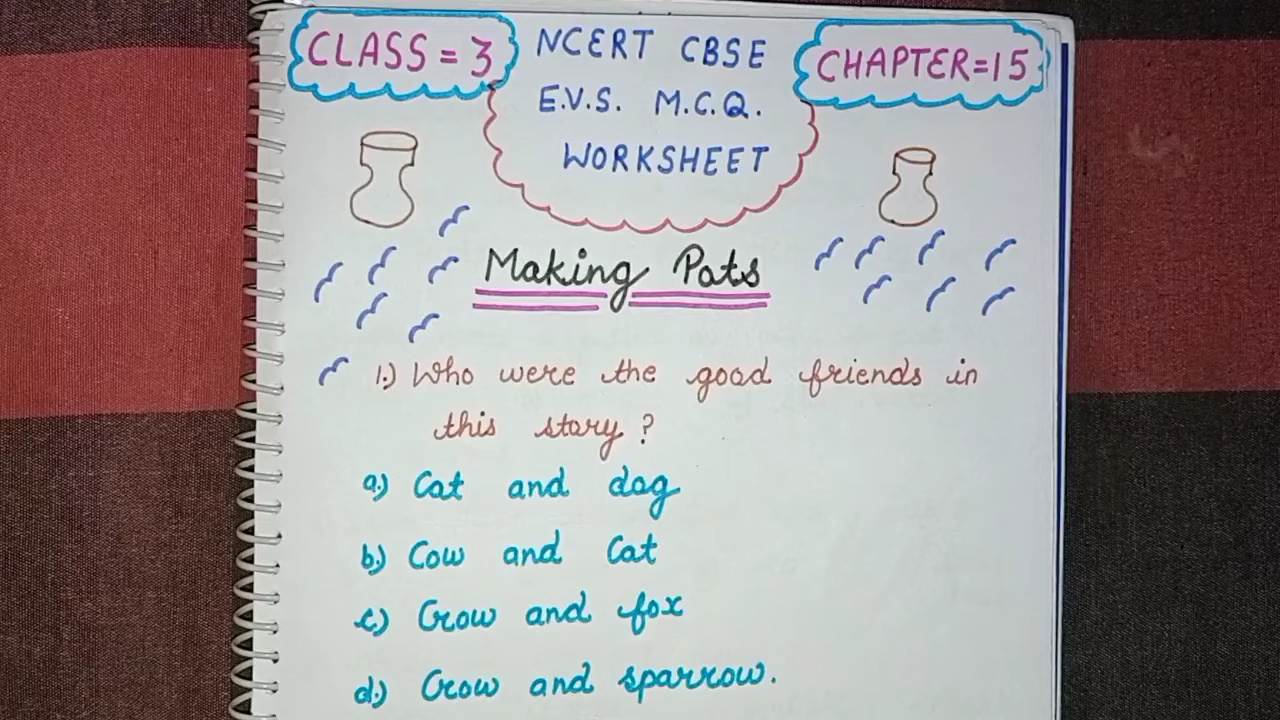 CLASS = 3
NCERT CBSE
CHAPTER=15
E.V.S. M.C.Q.
WORKSHEET
Making Pots
1.) Who were the good friends in
this story ?
a.) Cat and dog
b.) Cow and Cat
c.) Crow and fox
d.) Crow and sparrow.